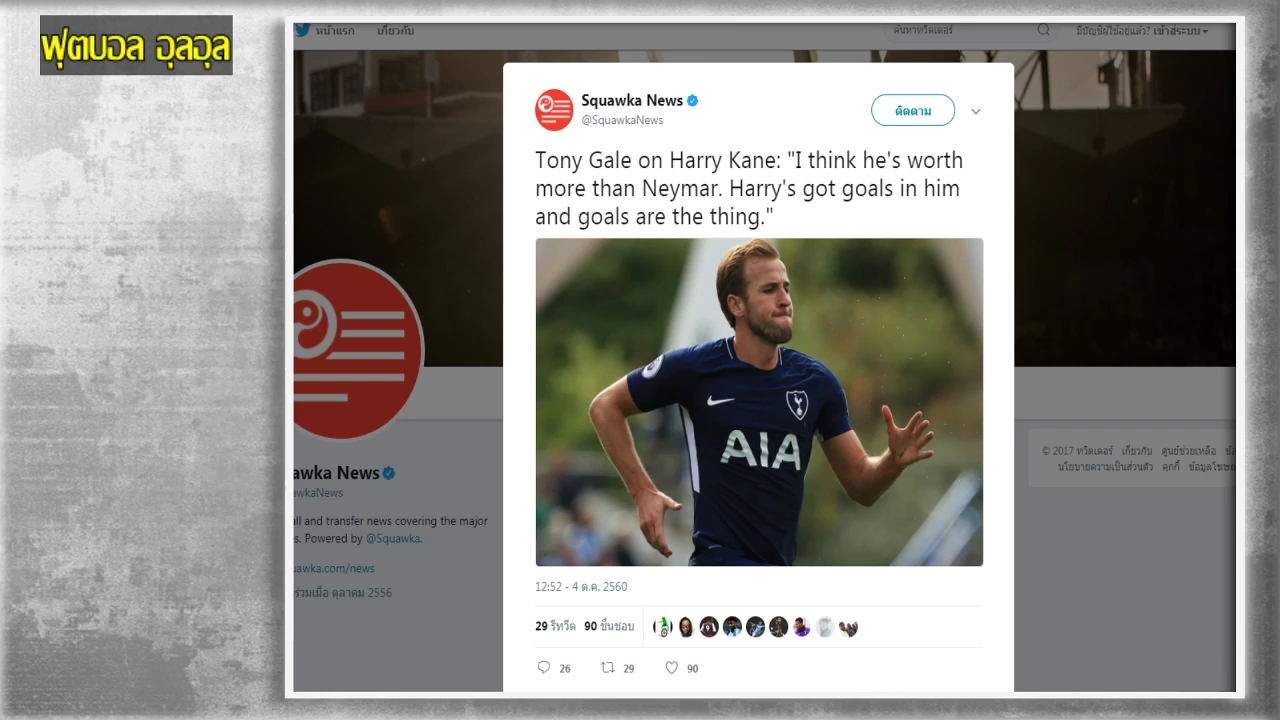 ฟุตบอล อุลอุล
หน้าแรก เกี่ยวกับ ค้นหาทวิตเตอร์ มีบัญชีผู้ใช้อยู่แล้ว? เข้าสู่ระบบ
Squawka News
@SquawkaNews
ติดตาม
Tony Gale on Harry Kane: "I think he's worth
more than Neymar. Harry's got goals in him
and goals are the thing."
AIA
12:52 - 4 ต.ค. 2560
29 รีทวีต 90 ชื่นชอบ
26 29 90
awka News
wkaNews
all and transfer news covering the major
s. Powered by @Squawka.
uawka.com/news
ร่วมเมื่อ ตุลาคม 2556
© 2017 ทวิตเตอร์ เกี่ยวกับ ศูนย์ช่วยเหลือ ข้อ
นโยบายความเป็นส่วนตัว คุกกี้ ข้อมูลโฆษณ